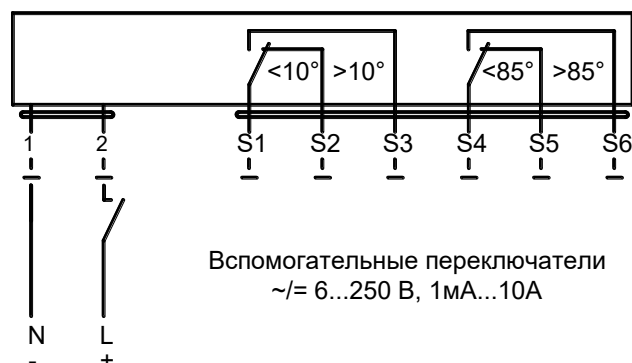 <10° >10° <85° >85°
1 2 S1 S2 S3 S4 S5 S6
Вспомогательные переключатели
~/= 6...250 В, 1мА...10А
N L
- +